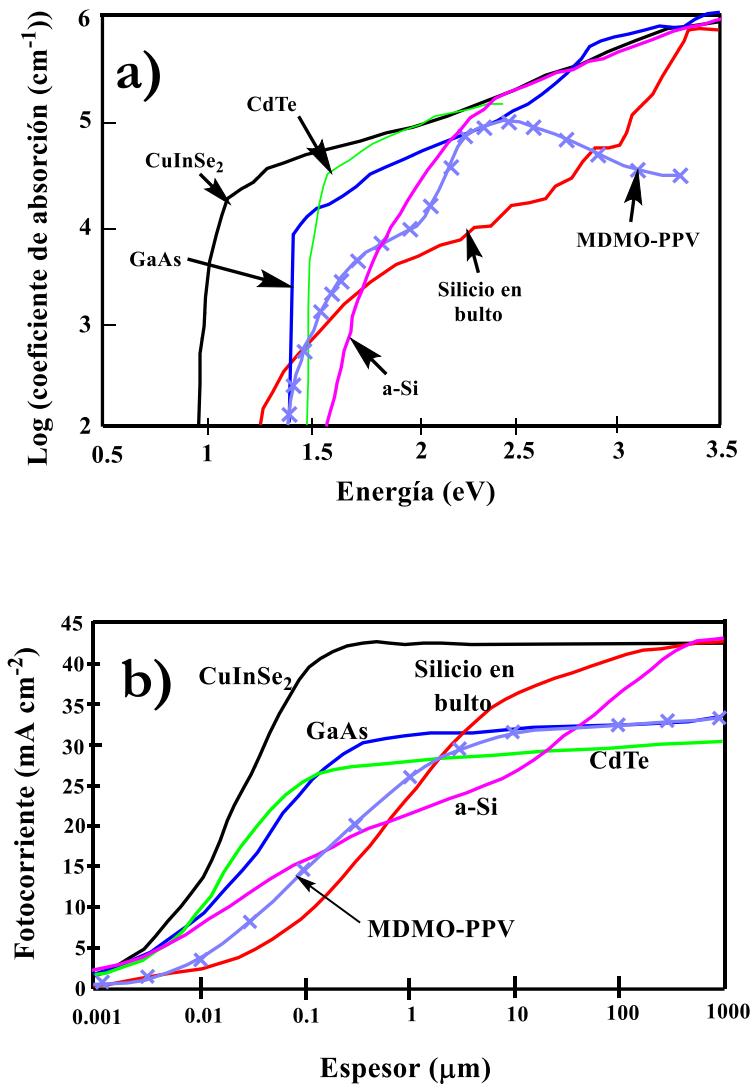 a)
Log (coeficiente de absorción (cm⁻¹))
6
5
4
3
2
CdTe
CuInSe₂
GaAs
MDMO-PPV
Silicio en
bulto
a-Si
0.5
1
1.5
2
2.5
3
3.5
Energía (eV)
b)
Fotocorriente (mA cm⁻²)
45
40
35
30
25
20
15
10
5
0
CuInSe₂
Silicio en
bulto
GaAs
CdTe
a-Si
MDMO-PPV
0.001
0.01
0.1
1
10
100
1000
Espesor (μm)